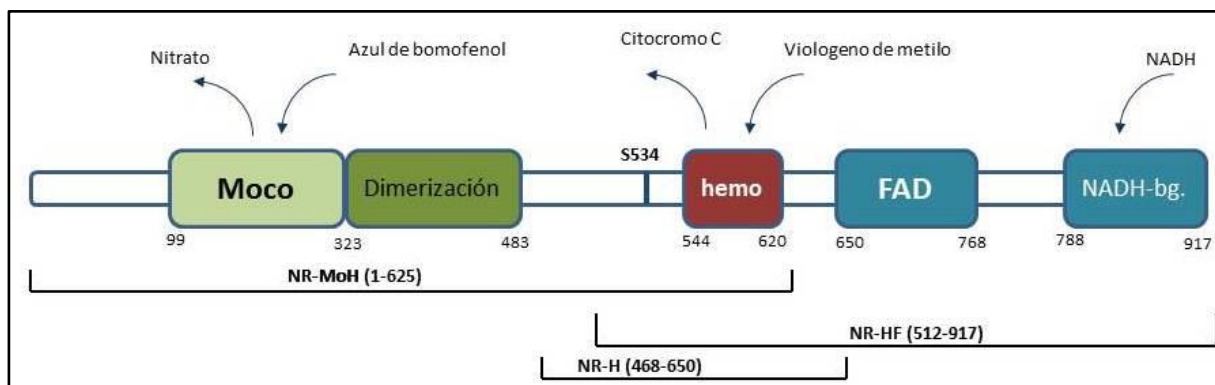 Nitrato
Azul de bomofenol
Citocromo C
Viologeno de metilo
NADH
S534
Moco
Dimerización
hemo
FAD
NADH-bg.
99
323
483
544
620
650
768
788
917
NR-MoH (1-625)
NR-HF (512-917)
NR-H (468-650)